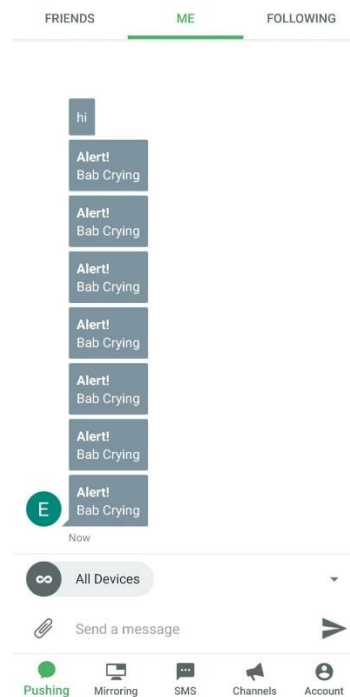 FRIENDS ME FOLLOWING
hi
Alert!
Bab Crying
Alert!
Bab Crying
Alert!
Bab Crying
Alert!
Bab Crying
Alert!
Bab Crying
Alert!
Bab Crying
Alert!
Bab Crying
E
Now
All Devices
Send a message
Pushing Mirroring SMS Channels Account